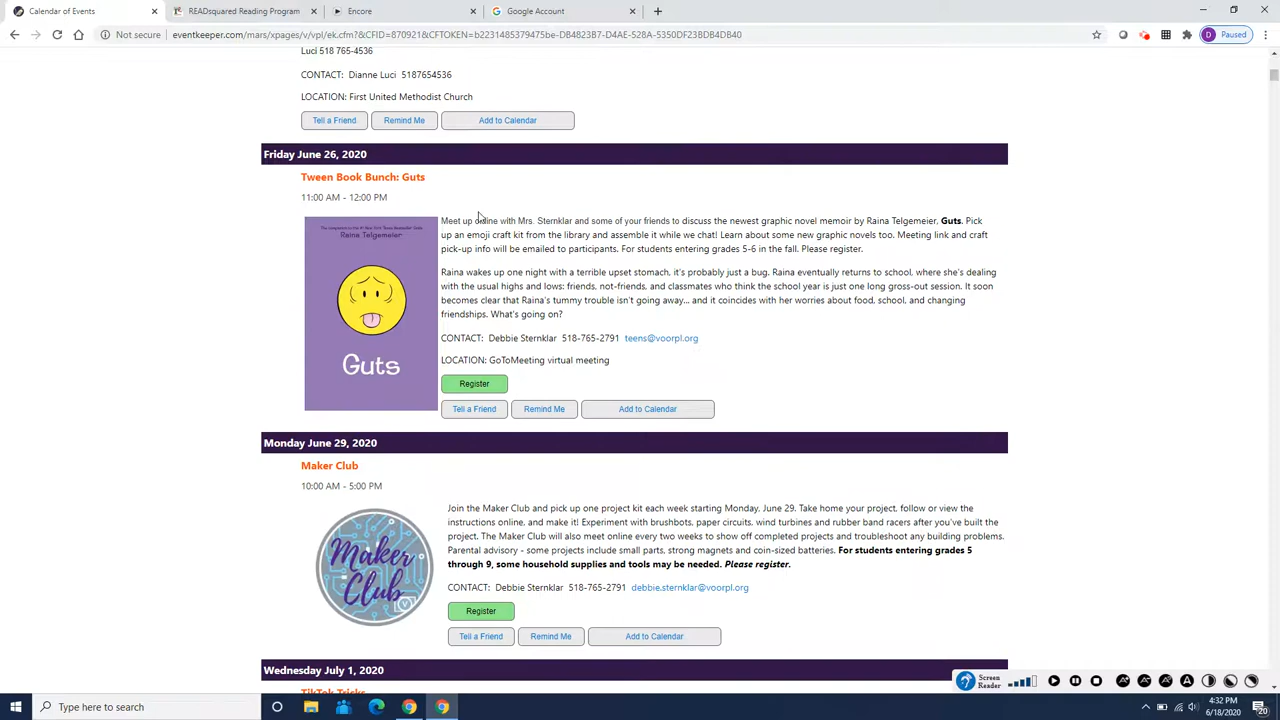 Calendar of Events
READsquared Reading Program
Encore
Google Account
Not secure
eventkeeper.com/mars/xpages/v/vpl/ek.cfm?&CFID=870921&CFTOKEN=b2231485379475be-DB4823B7-D4AE-528A-5350DF23BDB4DB40
D
Paused
Luci 518 765-4536
CONTACT: Dianne Luci 5187654536
LOCATION: First United Methodist Church
Tell a Friend
Remind Me
Add to Calendar
Friday June 26, 2020
Tween Book Bunch: Guts
11:00 AM - 12:00 PM
Raina Telgemeier
Guts
Meet up online with Mrs. Sternklar and some of your friends to discuss the newest graphic novel memoir by Raina Telgemeier, Guts. Pick
up an emoji craft kit from the library and assemble it while we chat! Learn about some new graphic novels too. Meeting link and craft
pick-up info will be emailed to participants. For students entering grades 5-6 in the fall. Please register.
Raina wakes up one night with a terrible upset stomach, it's probably just a bug. Raina eventually returns to school, where she's dealing
with the usual highs and lows: friends, not-friends, and classmates who think the school year is just one long gross-out session. It soon
becomes clear that Raina's tummy trouble isn't going away... and it coincides with her worries about food, school, and changing
friendships. What's going on?
CONTACT: Debbie Sternklar 518-765-2791 teens@voorpl.org
LOCATION: GoToMeeting virtual meeting
Register
Tell a Friend
Remind Me
Add to Calendar
Monday June 29, 2020
Maker Club
10:00 AM - 5:00 PM
Maker
Club
V
Join the Maker Club and pick up one project kit each week starting Monday, June 29. Take home your project, follow or view the
instructions online, and make it! Experiment with brushbots, paper circuits, wind turbines and rubber band racers after you've built the
project. The Maker Club will also meet online every two weeks to show off completed projects and troubleshoot any building problems.
Parental advisory - some projects include small parts, strong magnets and coin-sized batteries. For students entering grades 5
through 9, some household supplies and tools may be needed. Please register.
CONTACT: Debbie Sternklar 518-765-2791 debbie.sternklar@voorpl.org
Register
Tell a Friend
Remind Me
Add to Calendar
Wednesday July 1, 2020
TikTok Tricks
Screen
Reader
Type here to search
4:32 PM
6/18/2020
20